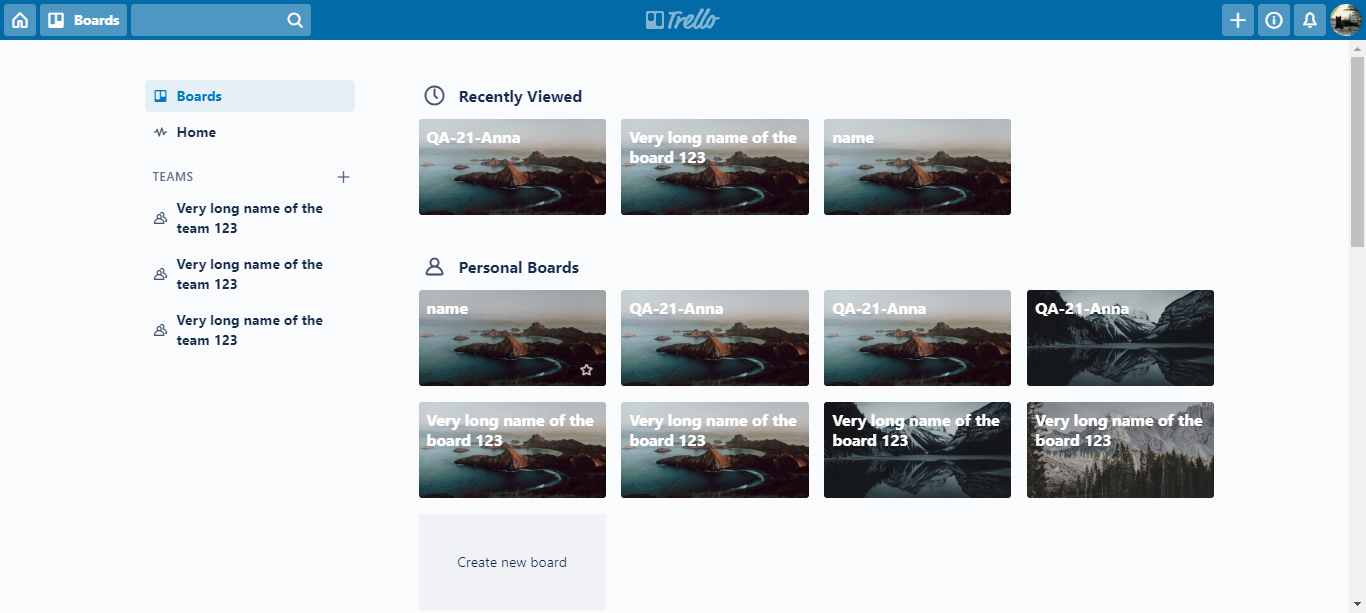 Boards
Trello
Boards
Home
TEAMS
Very long name of the
team 123
Very long name of the
team 123
Very long name of the
team 123
Recently Viewed
QA-21-Anna
Very long name of the
board 123
name
Personal Boards
name
QA-21-Anna
QA-21-Anna
QA-21-Anna
Very long name of the
board 123
Very long name of the
board 123
Very long name of the
board 123
Very long name of the
board 123
Create new board